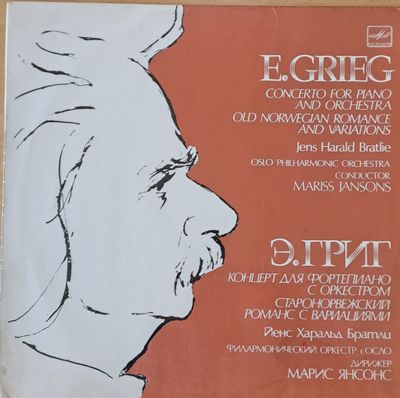 МЕЛОДИЯ
E.GRIEG
CONCERTO FOR PIANO
AND ORCHESTRA
OLD NORWEGIAN ROMANCE
AND VARIATIONS
Jens Harald Bratlie
OSLO PHILHARMONIC ORCHESTRA
CONDUCTOR
MARISS JANSONS
Э.ГРИГ
КОНЦЕРТ ДЛЯ ФОРТЕПИАНО
С ОРКЕСТРОМ
СТАРОНОРВЕЖСКИЙ
РОМАНС С ВАРИАЦИЯМИ
Йенс Харальд Братли
ФИЛАРМОНИЧЕСКИЙ ОРКЕСТР г.ОСЛО
ДИРИЖЕР
МАРИС ЯНСОНС